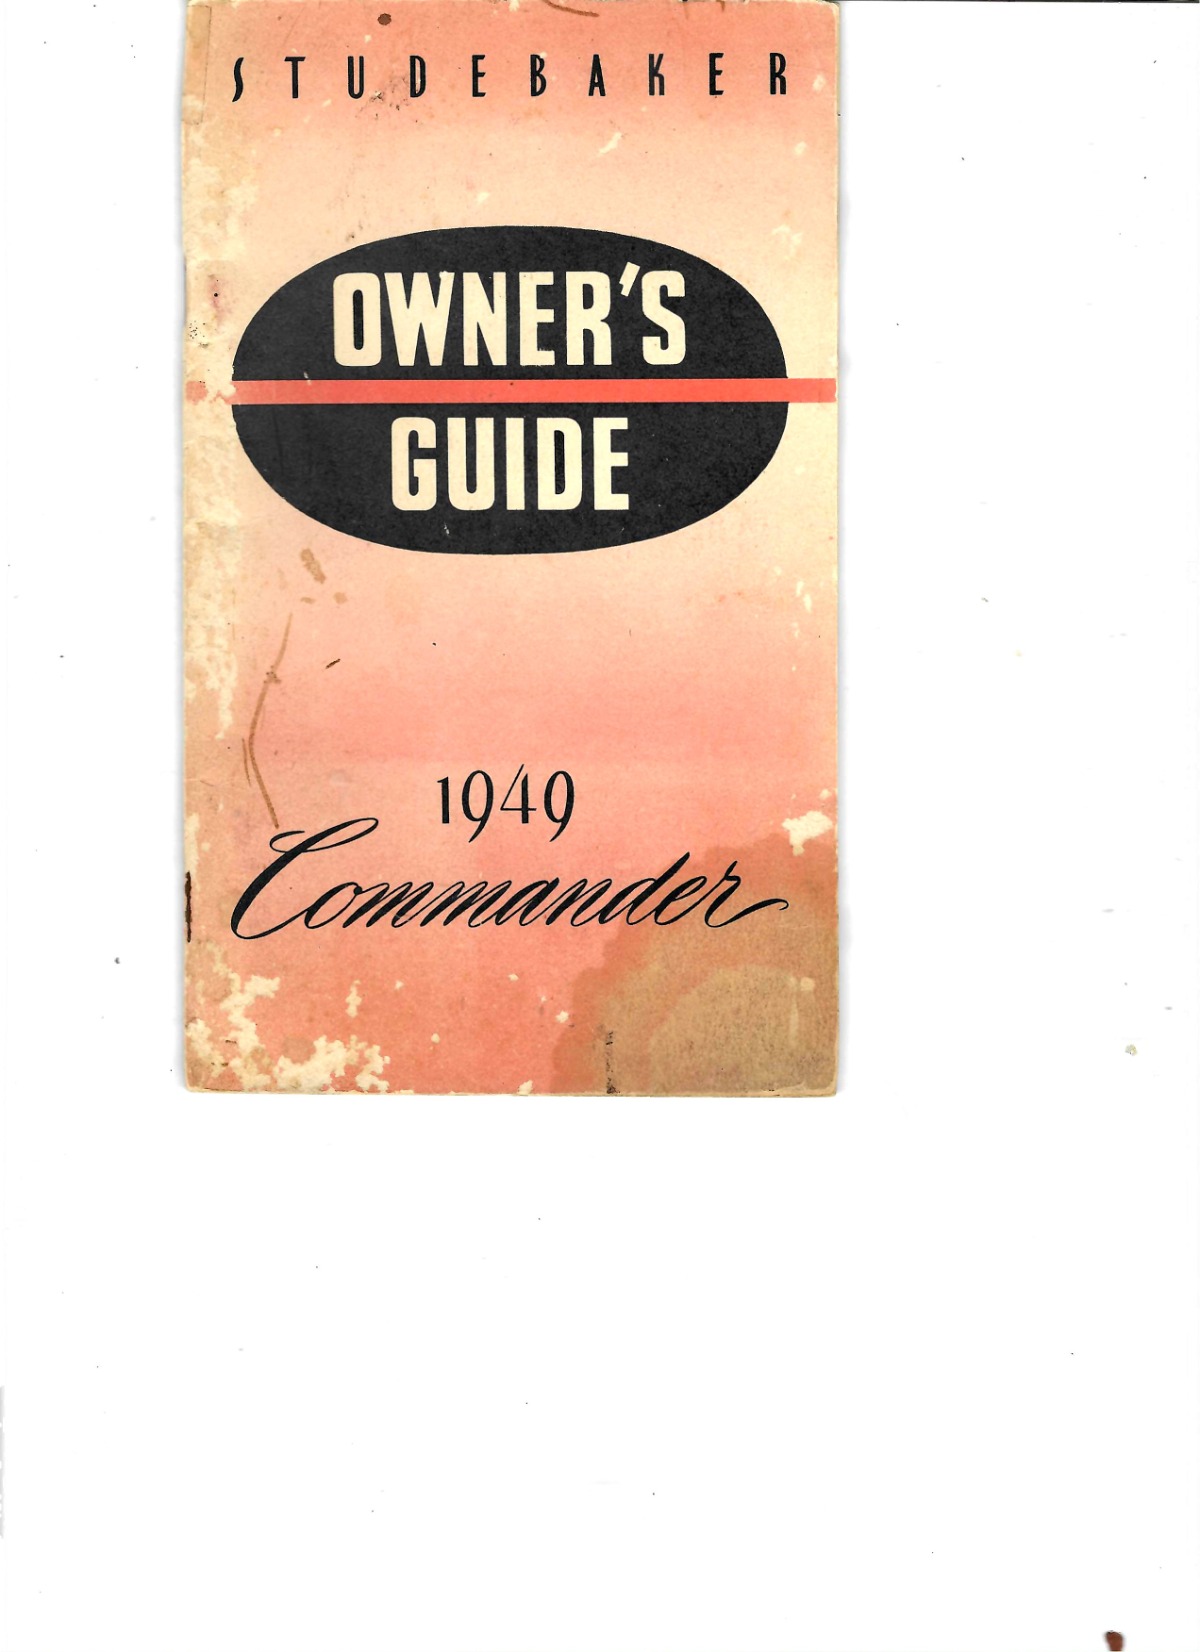 STUDEBAKER
OWNER'S
GUIDE
1949
Commander